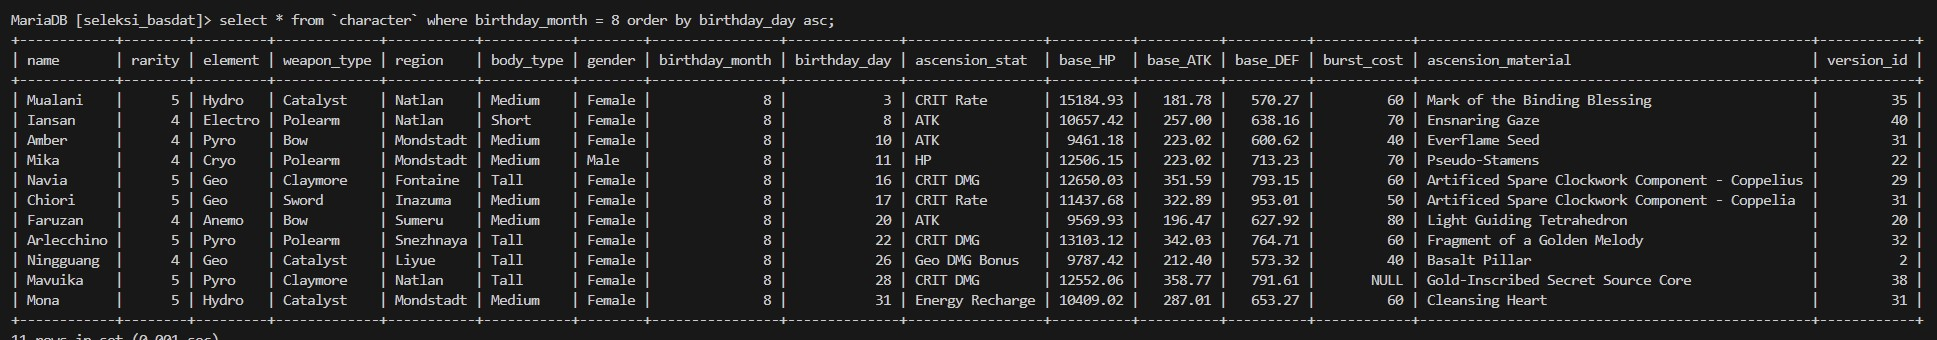 MariaDB [seleksi_basdat]> select * from `character` where birthday_month = 8 order by birthday_day asc;
+------------+--------+---------+-------------+-----------+-----------+--------+----------------+--------------+-----------------+----------+----------+----------+------------+--------------------------------------------------+------------+
| name       | rarity | element | weapon_type | region    | body_type | gender | birthday_month | birthday_day | ascension_stat  | base_HP  | base_ATK | base_DEF | burst_cost | ascension_material                               | version_id |
+------------+--------+---------+-------------+-----------+-----------+--------+----------------+--------------+-----------------+----------+----------+----------+------------+--------------------------------------------------+------------+
| Mualani    |      5 | Hydro   | Catalyst    | Natlan    | Medium    | Female |              8 |            3 | CRIT Rate       | 15184.93 |   181.78 |   570.27 |         60 | Mark of the Binding Blessing                     |         35 |
| Iansan     |      4 | Electro | Polearm     | Natlan    | Short     | Female |              8 |            8 | ATK             | 10657.42 |   257.00 |   638.16 |         70 | Ensnaring Gaze                                   |         40 |
| Amber      |      4 | Pyro    | Bow         | Mondstadt | Medium    | Female |              8 |           10 | ATK             |  9461.18 |   223.02 |   600.62 |         40 | Everflame Seed                                   |         31 |
| Mika       |      4 | Cryo    | Polearm     | Mondstadt | Medium    | Male   |              8 |           11 | HP              | 12506.15 |   223.02 |   713.23 |         70 | Pseudo-Stamens                                   |         22 |
| Navia      |      5 | Geo     | Claymore    | Fontaine  | Tall      | Female |              8 |           16 | CRIT DMG        | 12650.03 |   351.59 |   793.15 |         60 | Artificed Spare Clockwork Component - Coppelius |         29 |
| Chiori     |      5 | Geo     | Sword       | Inazuma   | Medium    | Female |              8 |           17 | CRIT Rate       | 11437.68 |   322.89 |   953.01 |         50 | Artificed Spare Clockwork Component - Coppelia  |         31 |
| Faruzan    |      4 | Anemo   | Bow         | Sumeru    | Medium    | Female |              8 |           20 | ATK             |  9569.93 |   196.47 |   627.92 |         80 | Light Guiding Tetrahedron                        |         20 |
| Arlecchino |      5 | Pyro    | Polearm     | Snezhnaya | Tall      | Female |              8 |           22 | CRIT DMG        | 13103.12 |   342.03 |   764.71 |         60 | Fragment of a Golden Melody                      |         32 |
| Ningguang  |      4 | Geo     | Catalyst    | Liyue     | Tall      | Female |              8 |           26 | Geo DMG Bonus   |  9787.42 |   212.40 |   573.32 |         40 | Basalt Pillar                                    |          2 |
| Mavuika    |      5 | Pyro    | Claymore    | Natlan    | Tall      | Female |              8 |           28 | CRIT DMG        | 12552.06 |   358.77 |   791.61 |       NULL | Gold-Inscribed Secret Source Core                |         38 |
| Mona       |      5 | Hydro   | Catalyst    | Mondstadt | Medium    | Female |              8 |           31 | Energy Recharge | 10409.02 |   287.01 |   653.27 |         60 | Cleansing Heart                                  |         31 |
+------------+--------+---------+-------------+-----------+-----------+--------+----------------+--------------+-----------------+----------+----------+----------+------------+--------------------------------------------------+------------+
11 rows in set (0.001 sec)